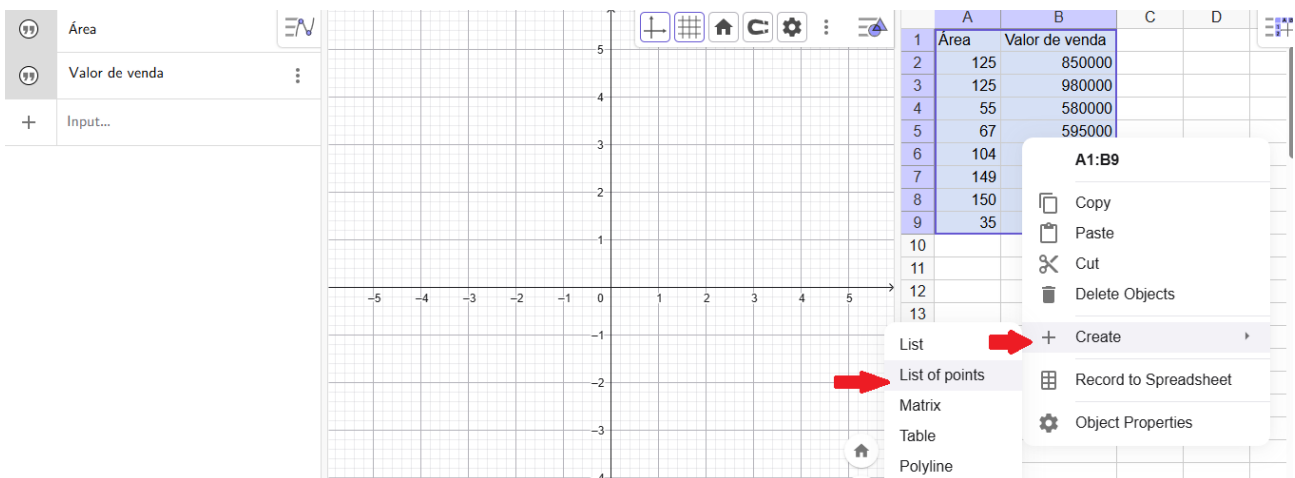 Área
Valor de venda
Input...
5
4
3
2
1
0
–5
–4
–3
–2
–1
1
2
3
4
5
–1
–2
–3
A B C D
1 Área Valor de venda
2 125 850000
3 125 980000
4 55 580000
5 67 595000
6 104
7 149
8 150
9 35
10
11
12
13
A1:B9
Copy
Paste
Cut
Delete Objects
Create
Record to Spreadsheet
Object Properties
List
List of points
Matrix
Table
Polyline